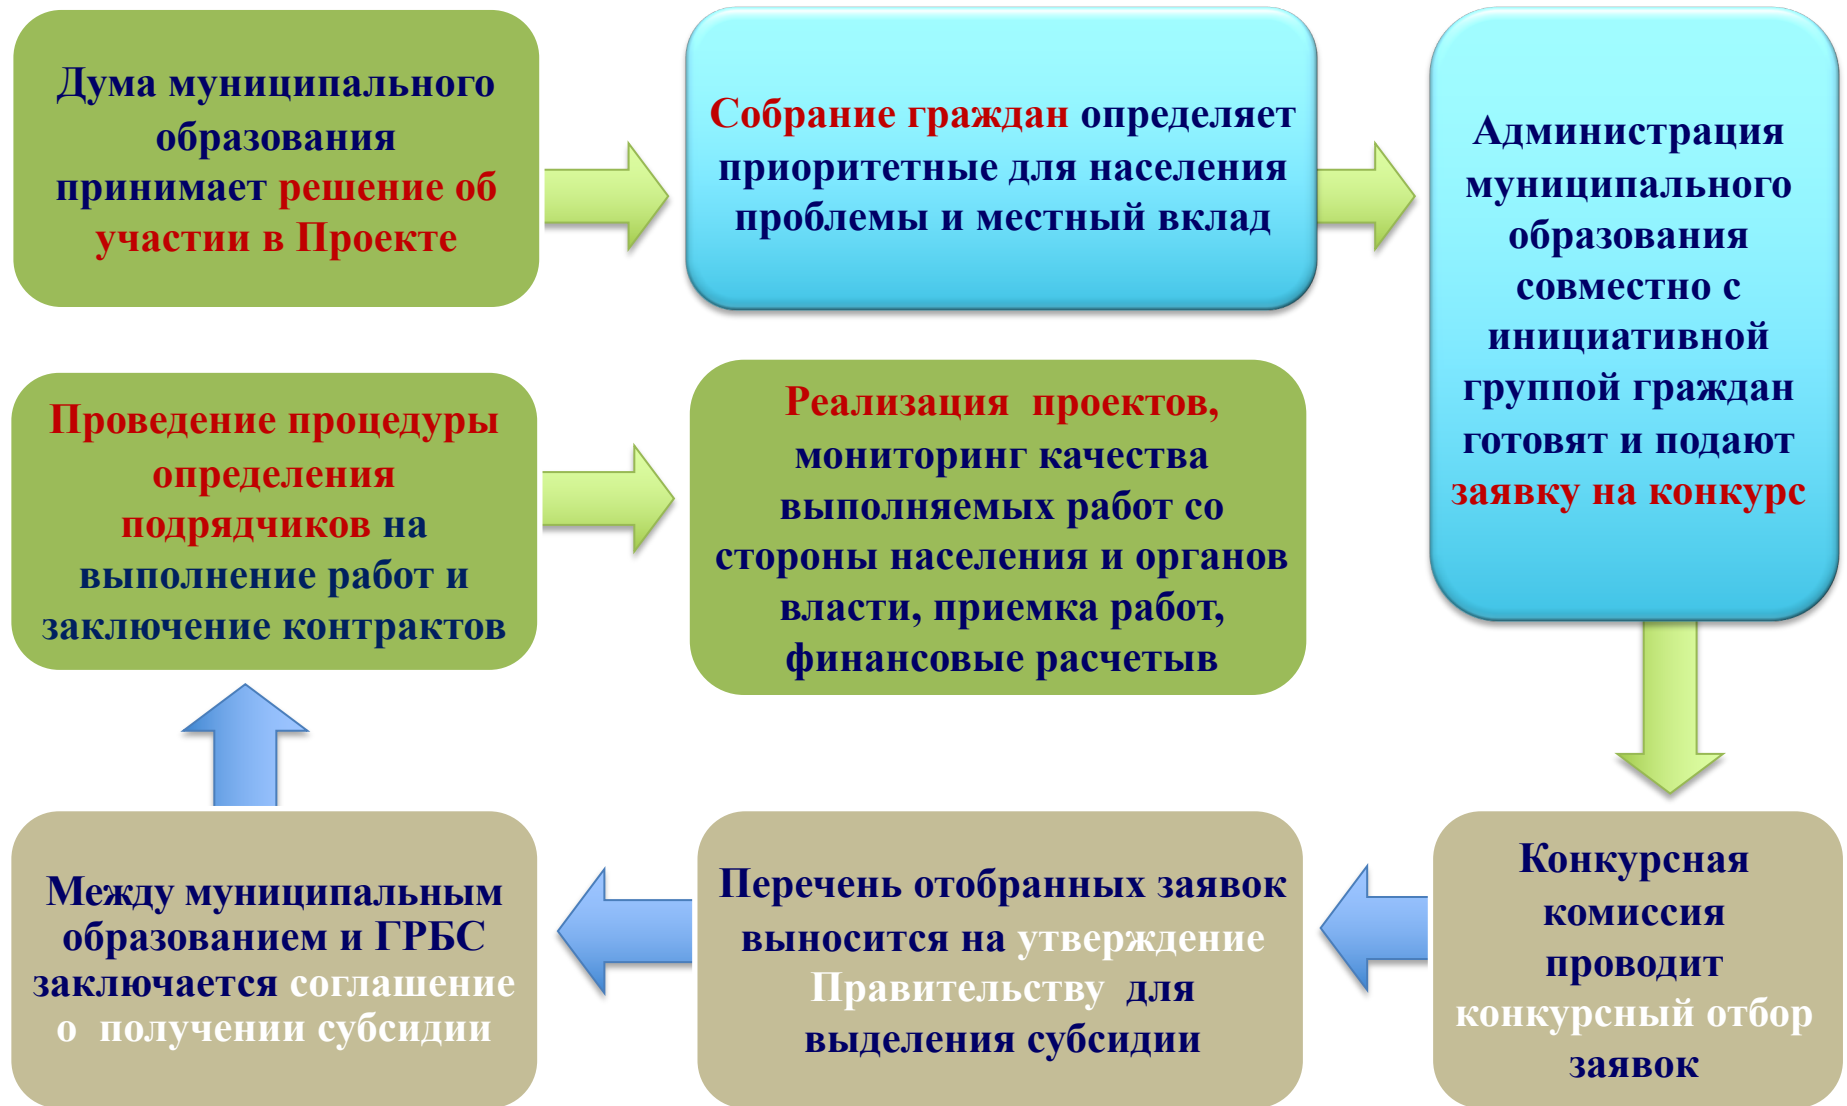 Дума муниципального
образования
принимает решение об
участии в Проекте
Собрание граждан определяет
приоритетные для населения
проблемы и местный вклад
Администрация
муниципального
образования
совместно с
инициативной
группой граждан
готовят и подают
заявку на конкурс
Проведение процедуры
определения
подрядчиков на
выполнение работ и
заключение контрактов
Реализация  проектов,
мониторинг качества
выполняемых работ со
стороны населения и органов
власти, приемка работ,
финансовые расчетыв
Между муниципальным
образованием и ГРБС
заключается соглашение
о  получении субсидии
Перечень отобранных заявок
выносится на утверждение
Правительству  для
выделения субсидии
Конкурсная
комиссия
проводит
конкурсный отбор
заявок